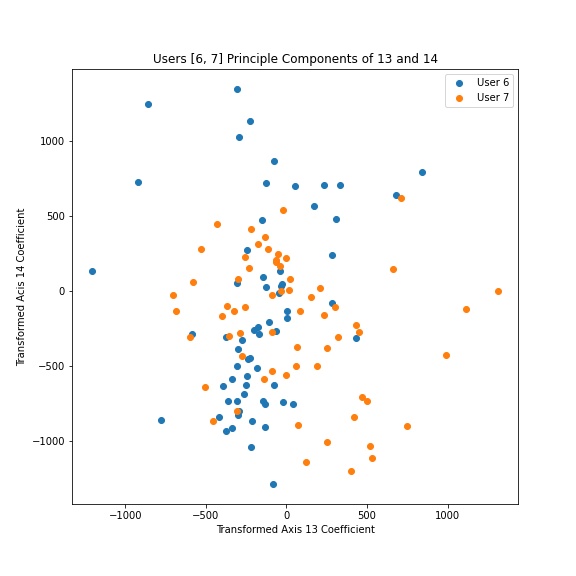 Users [6, 7] Principle Components of 13 and 14
User 6
User 7
Transformed Acis 14 Coefficient
1000
500
0
−500
−1000
−1000
−500
0
500
1000
Transformed Axis 13 Coefficient